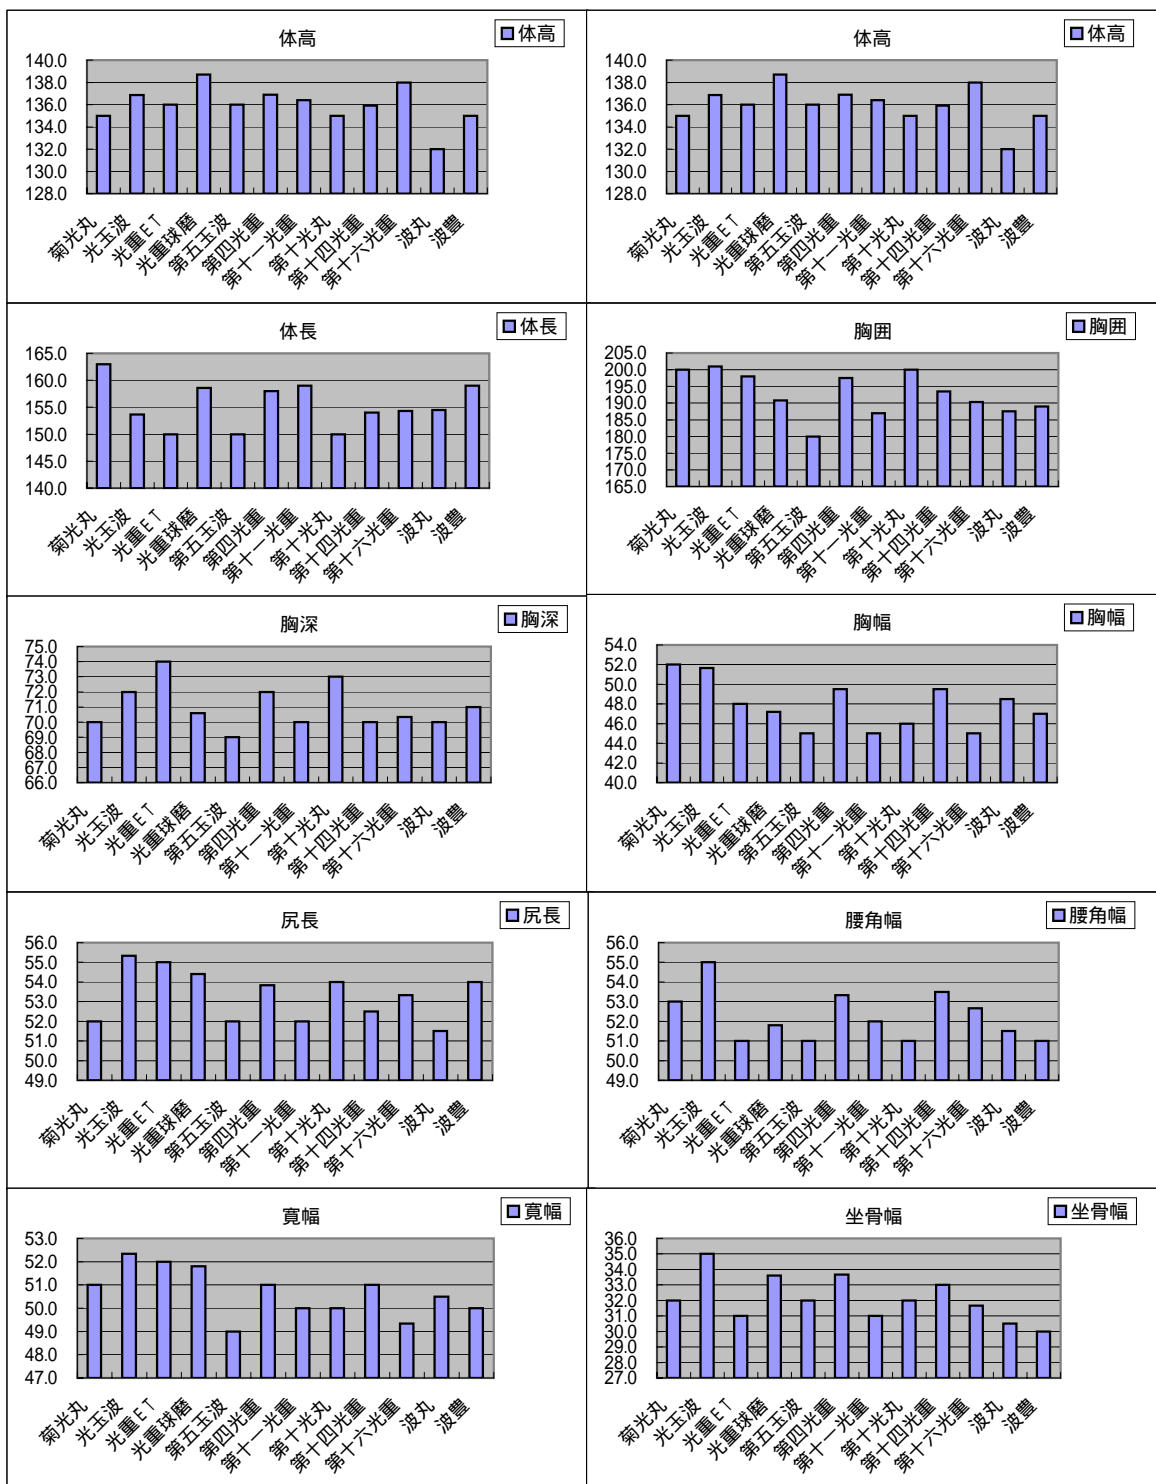 体高
体高
140.0
138.0
136.0
134.0
132.0
130.0
128.0
菊光丸
光玉波
光重ET
光重球磨
第五玉波
第四光重
第十一光重
第十光丸
第十四光重
第十六光重
波丸
波豊
体高
体高
140.0
138.0
136.0
134.0
132.0
130.0
128.0
菊光丸
光玉波
光重ET
光重球磨
第五玉波
第四光重
第十一光重
第十光丸
第十四光重
第十六光重
波丸
波豊
体長
体長
165.0
160.0
155.0
150.0
145.0
140.0
菊光丸
光玉波
光重ET
光重球磨
第五玉波
第四光重
第十一光重
第十光丸
第十四光重
第十六光重
波丸
波豊
胸囲
胸囲
205.0
200.0
195.0
190.0
185.0
180.0
175.0
170.0
165.0
菊光丸
光玉波
光重ET
光重球磨
第五玉波
第四光重
第十一光重
第十光丸
第十四光重
第十六光重
波丸
波豊
胸深
胸深
75.0
74.0
73.0
72.0
71.0
70.0
69.0
68.0
67.0
66.0
菊光丸
光玉波
光重ET
光重球磨
第五玉波
第四光重
第十一光重
第十光丸
第十四光重
第十六光重
波丸
波豊
胸幅
胸幅
54.0
52.0
50.0
48.0
46.0
44.0
42.0
40.0
菊光丸
光玉波
光重ET
光重球磨
第五玉波
第四光重
第十一光重
第十光丸
第十四光重
第十六光重
波丸
波豊
尻長
尻長
56.0
55.0
54.0
53.0
52.0
51.0
50.0
49.0
菊光丸
光玉波
光重ET
光重球磨
第五玉波
第四光重
第十一光重
第十光丸
第十四光重
第十六光重
波丸
波豊
腰角幅
腰角幅
56.0
55.0
54.0
53.0
52.0
51.0
50.0
49.0
菊光丸
光玉波
光重ET
光重球磨
第五玉波
第四光重
第十一光重
第十光丸
第十四光重
第十六光重
波丸
波豊
寛幅
寛幅
53.0
52.0
51.0
50.0
49.0
48.0
47.0
菊光丸
光玉波
光重ET
光重球磨
第五玉波
第四光重
第十一光重
第十光丸
第十四光重
第十六光重
波丸
波豊
坐骨幅
坐骨幅
36.0
35.0
34.0
33.0
32.0
31.0
30.0
29.0
28.0
27.0
菊光丸
光玉波
光重ET
光重球磨
第五玉波
第四光重
第十一光重
第十光丸
第十四光重
第十六光重
波丸
波豊